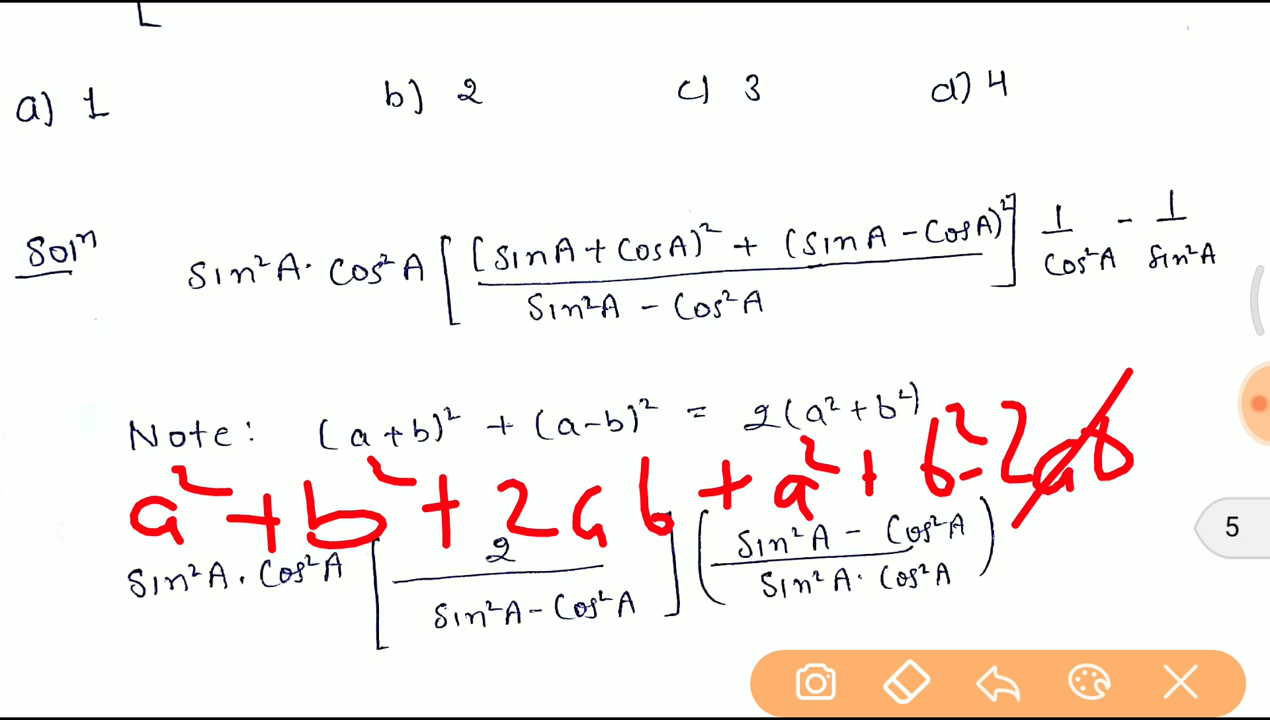 a) 1 b) 2 c) 3 d) 4
Solⁿ sin²A · cos²A [ (sinA + cosA)² + (sinA - cosA)² / sin²A - cos²A ] 1/cos²A - 1/sin²A
Note: (a+b)² + (a-b)² = 2(a² + b²)
a² + b² + 2ab + a² + b² - 2ab
sin²A · cos²A [ 2 / sin²A - cos²A ] ( sin²A - cos²A / sin²A · cos²A )
5